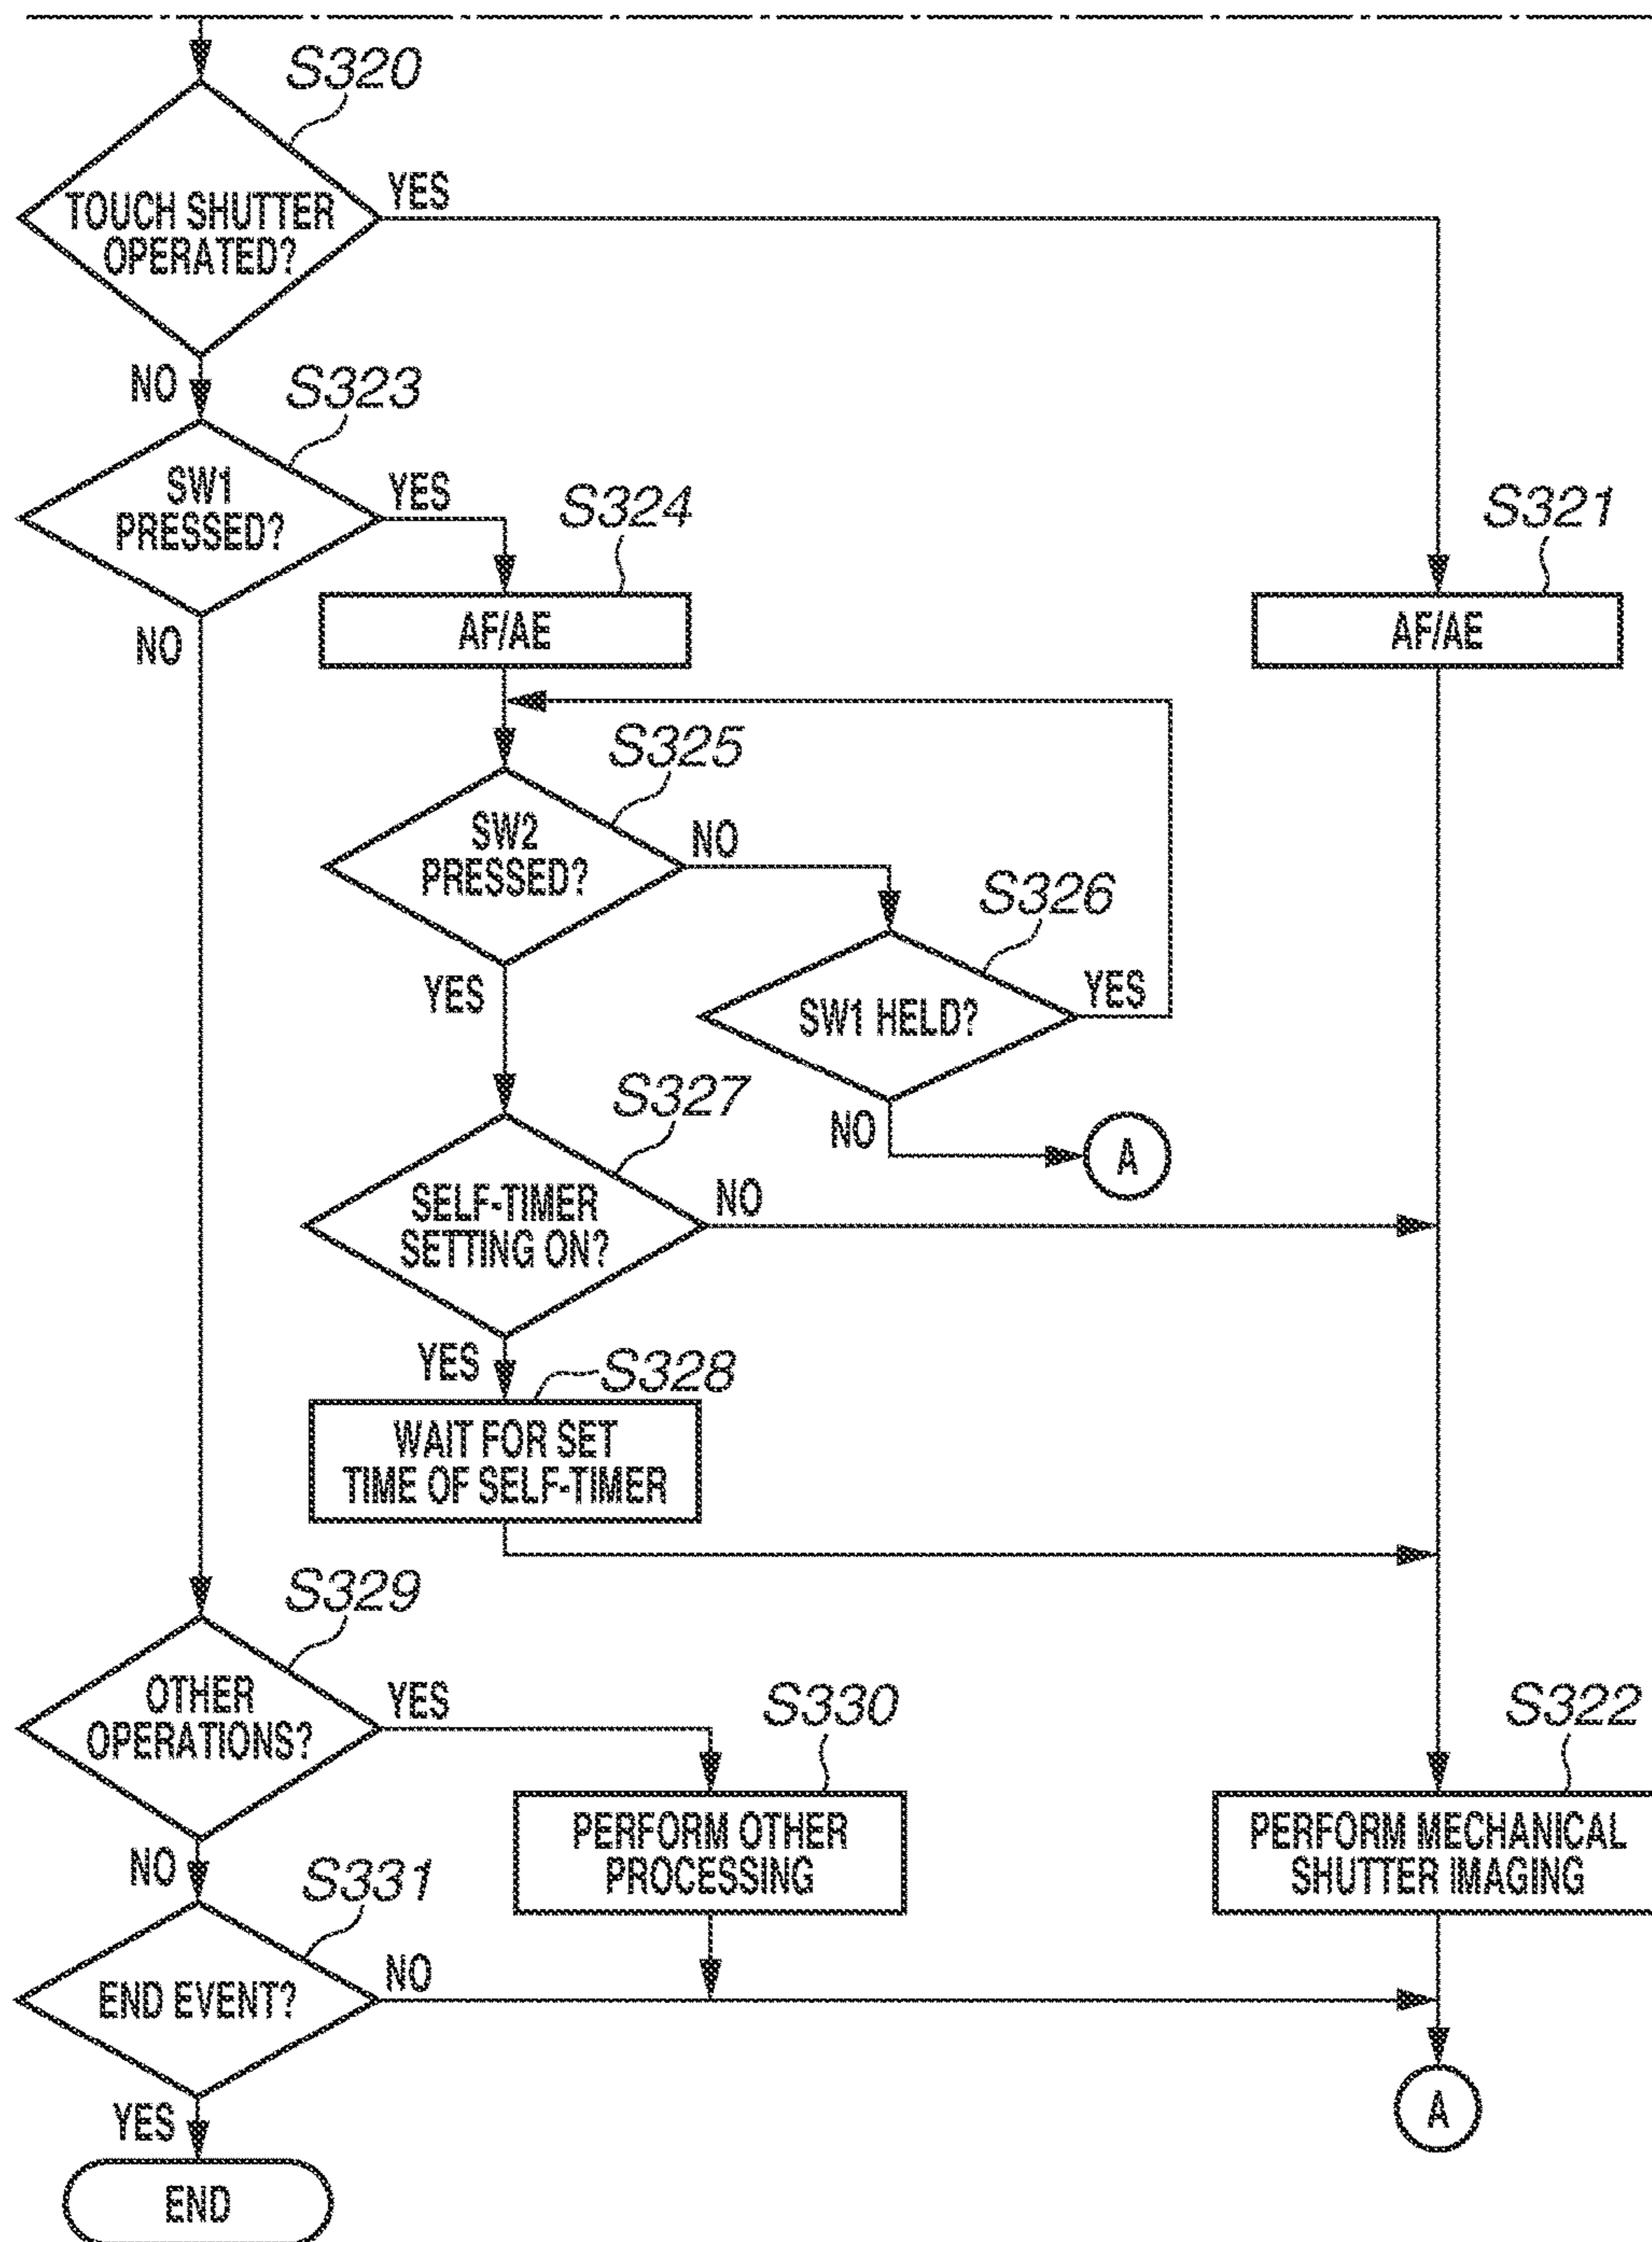 S320
TOUCH SHUTTER
OPERATED?
YES
NO
S323
SW1
PRESSED?
YES
NO
S324
AF/AE
S321
AF/AE
S325
SW2
PRESSED?
NO
YES
S326
SW1 HELD?
YES
NO
A
S327
SELF-TIMER
SETTING ON?
NO
YES
S328
WAIT FOR SET
TIME OF SELF-TIMER
S329
OTHER
OPERATIONS?
YES
NO
S330
PERFORM OTHER
PROCESSING
S322
PERFORM MECHANICAL
SHUTTER IMAGING
S331
END EVENT?
NO
YES
A
END